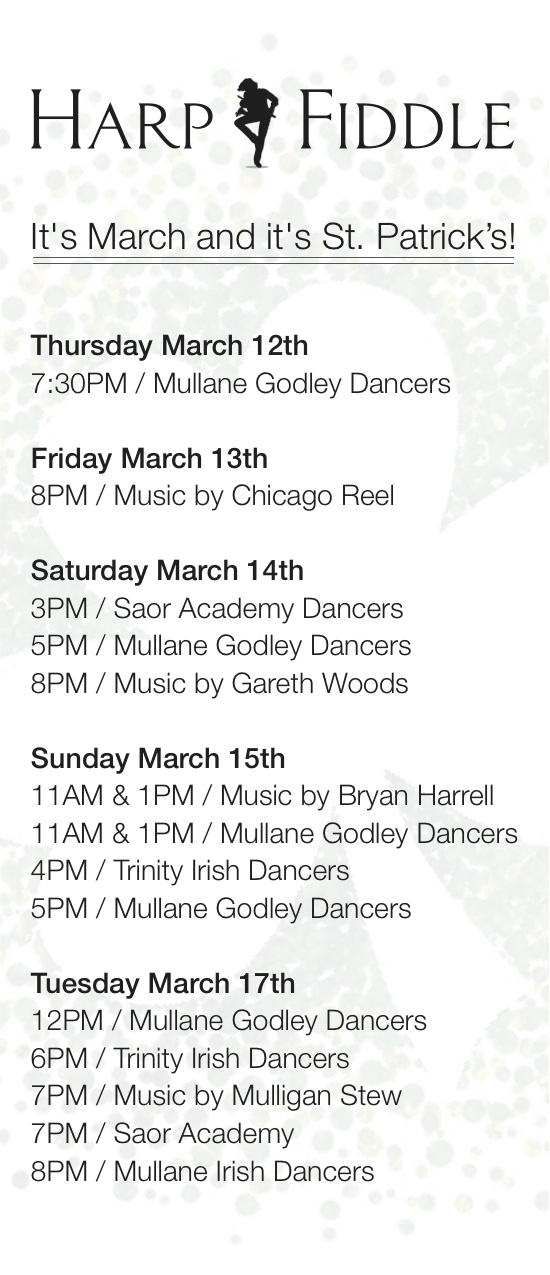 HARP FIDDLE
It's March and it's St. Patrick’s!
Thursday March 12th
7:30PM / Mullane Godley Dancers
Friday March 13th
8PM / Music by Chicago Reel
Saturday March 14th
3PM / Saor Academy Dancers
5PM / Mullane Godley Dancers
8PM / Music by Gareth Woods
Sunday March 15th
11AM & 1PM / Music by Bryan Harrell
11AM & 1PM / Mullane Godley Dancers
4PM / Trinity Irish Dancers
5PM / Mullane Godley Dancers
Tuesday March 17th
12PM / Mullane Godley Dancers
6PM / Trinity Irish Dancers
7PM / Music by Mulligan Stew
7PM / Saor Academy
8PM / Mullane Irish Dancers